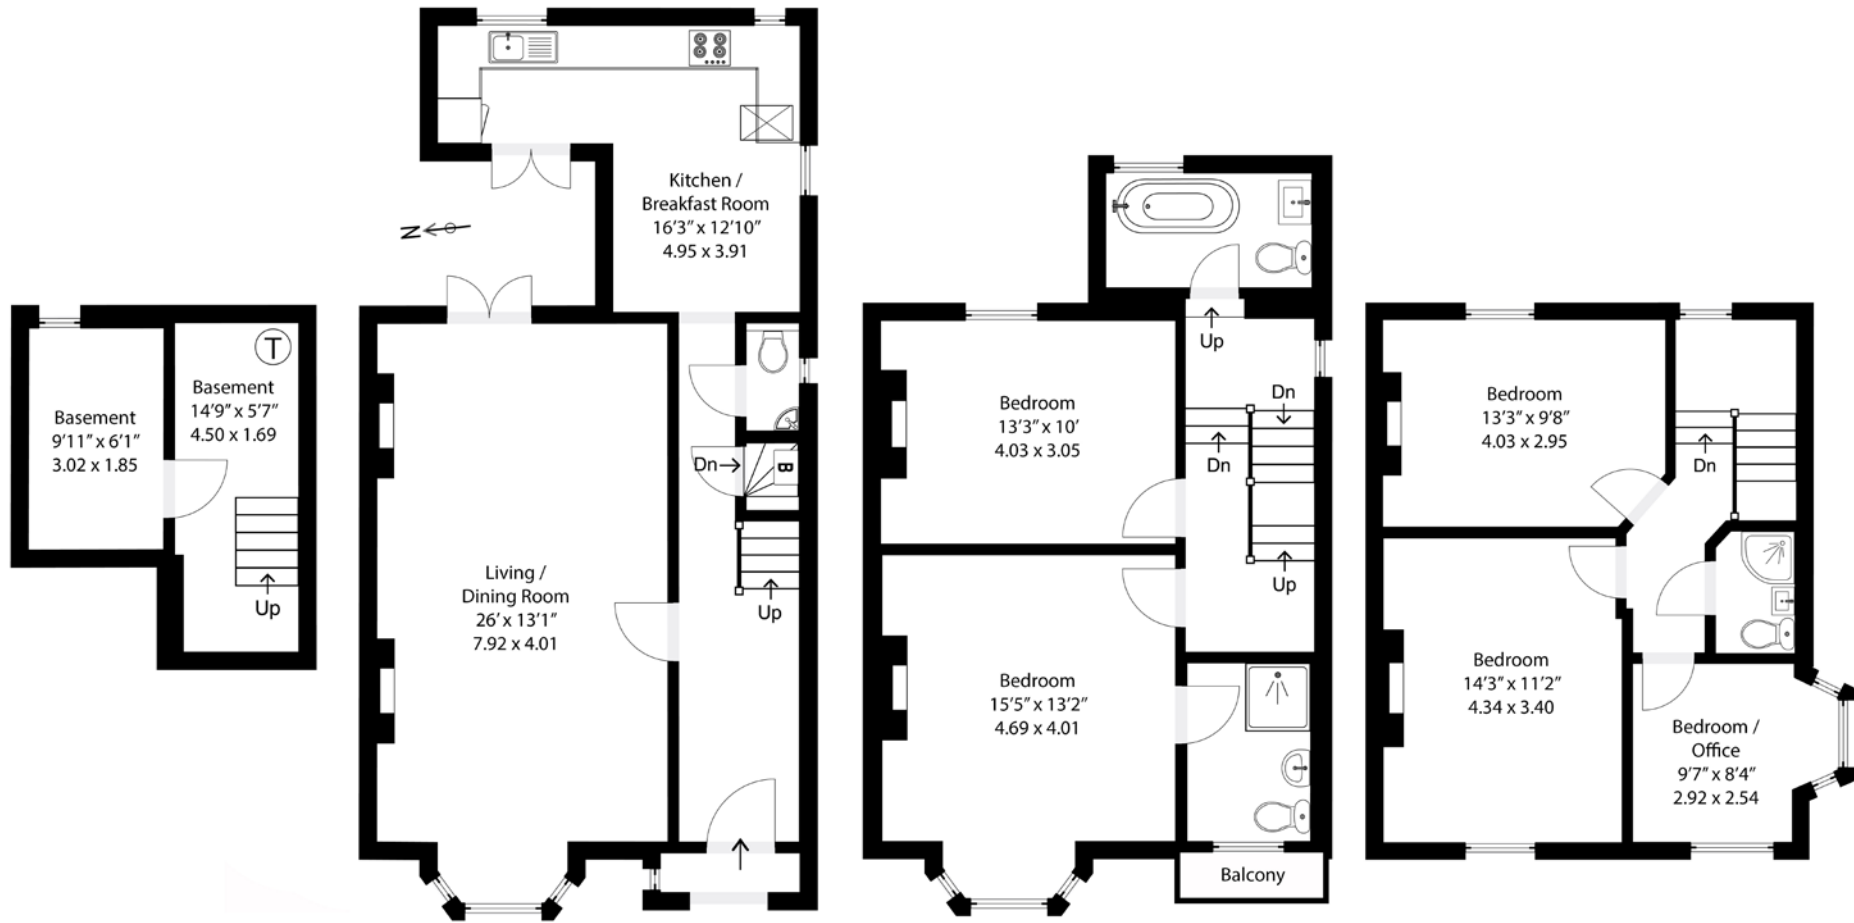 Basement
9'11" x 6'1"
3.02 x 1.85
T
Basement
14'9" x 5'7"
4.50 x 1.69
Up
Kitchen /
Breakfast Room
16'3" x 12'10"
4.95 x 3.91
N
Living /
Dining Room
26' x 13'1"
7.92 x 4.01
Dn
B
Up
Up
Dn
Dn
Up
Bedroom
13'3" x 10'
4.03 x 3.05
Bedroom
15'5" x 13'2"
4.69 x 4.01
Balcony
Bedroom
13'3" x 9'8"
4.03 x 2.95
Dn
Bedroom
14'3" x 11'2"
4.34 x 3.40
Bedroom /
Office
9'7" x 8'4"
2.92 x 2.54